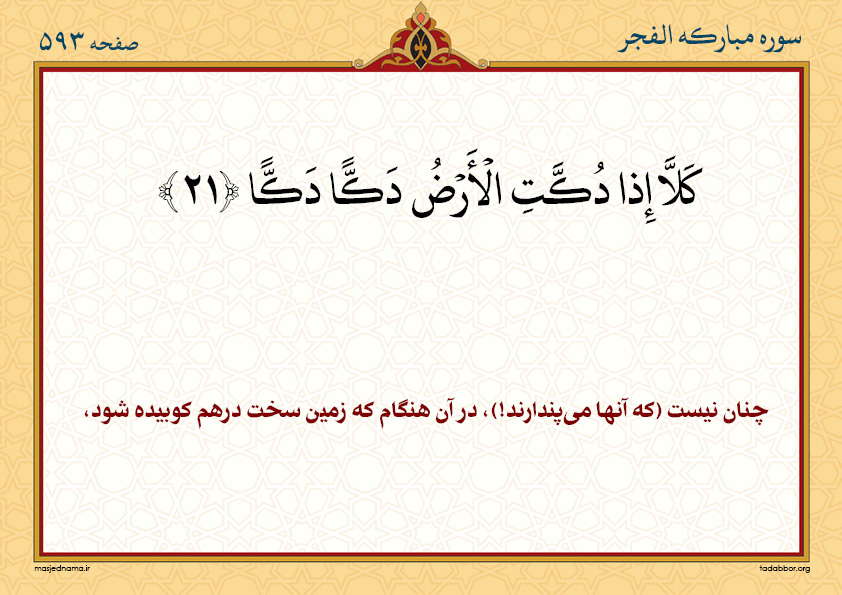 سوره مبارکه الفجر
صفحه ۵۹۳
كَلَّا إِذَا دُكَّتِ الْأَرْضُ دَكًّا دَكًّا ﴿۲۱﴾
چنان نیست (که آنها می‌پندارند!)، در آن هنگام که زمین سخت درهم کوبیده شود،
masjednama.ir
tadabbor.org